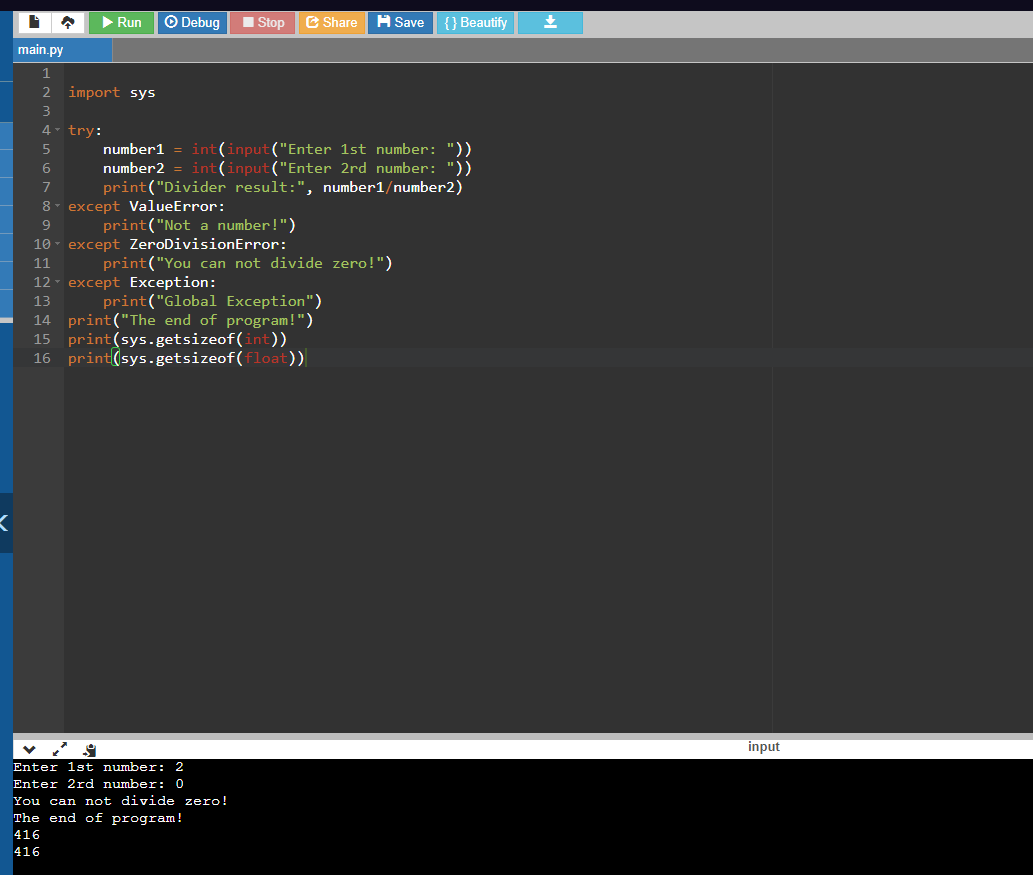 Run Debug Stop Share Save { } Beautify
main.py
1
2 import sys
3
4 try:
5     number1 = int(input("Enter 1st number: "))
6     number2 = int(input("Enter 2rd number: "))
7     print("Divider result:", number1/number2)
8 except ValueError:
9     print("Not a number!")
10 except ZeroDivisionError:
11     print("You can not divide zero!")
12 except Exception:
13     print("Global Exception")
14 print("The end of program!")
15 print(sys.getsizeof(int))
16 print(sys.getsizeof(float))
input
Enter 1st number: 2
Enter 2rd number: 0
You can not divide zero!
The end of program!
416
416